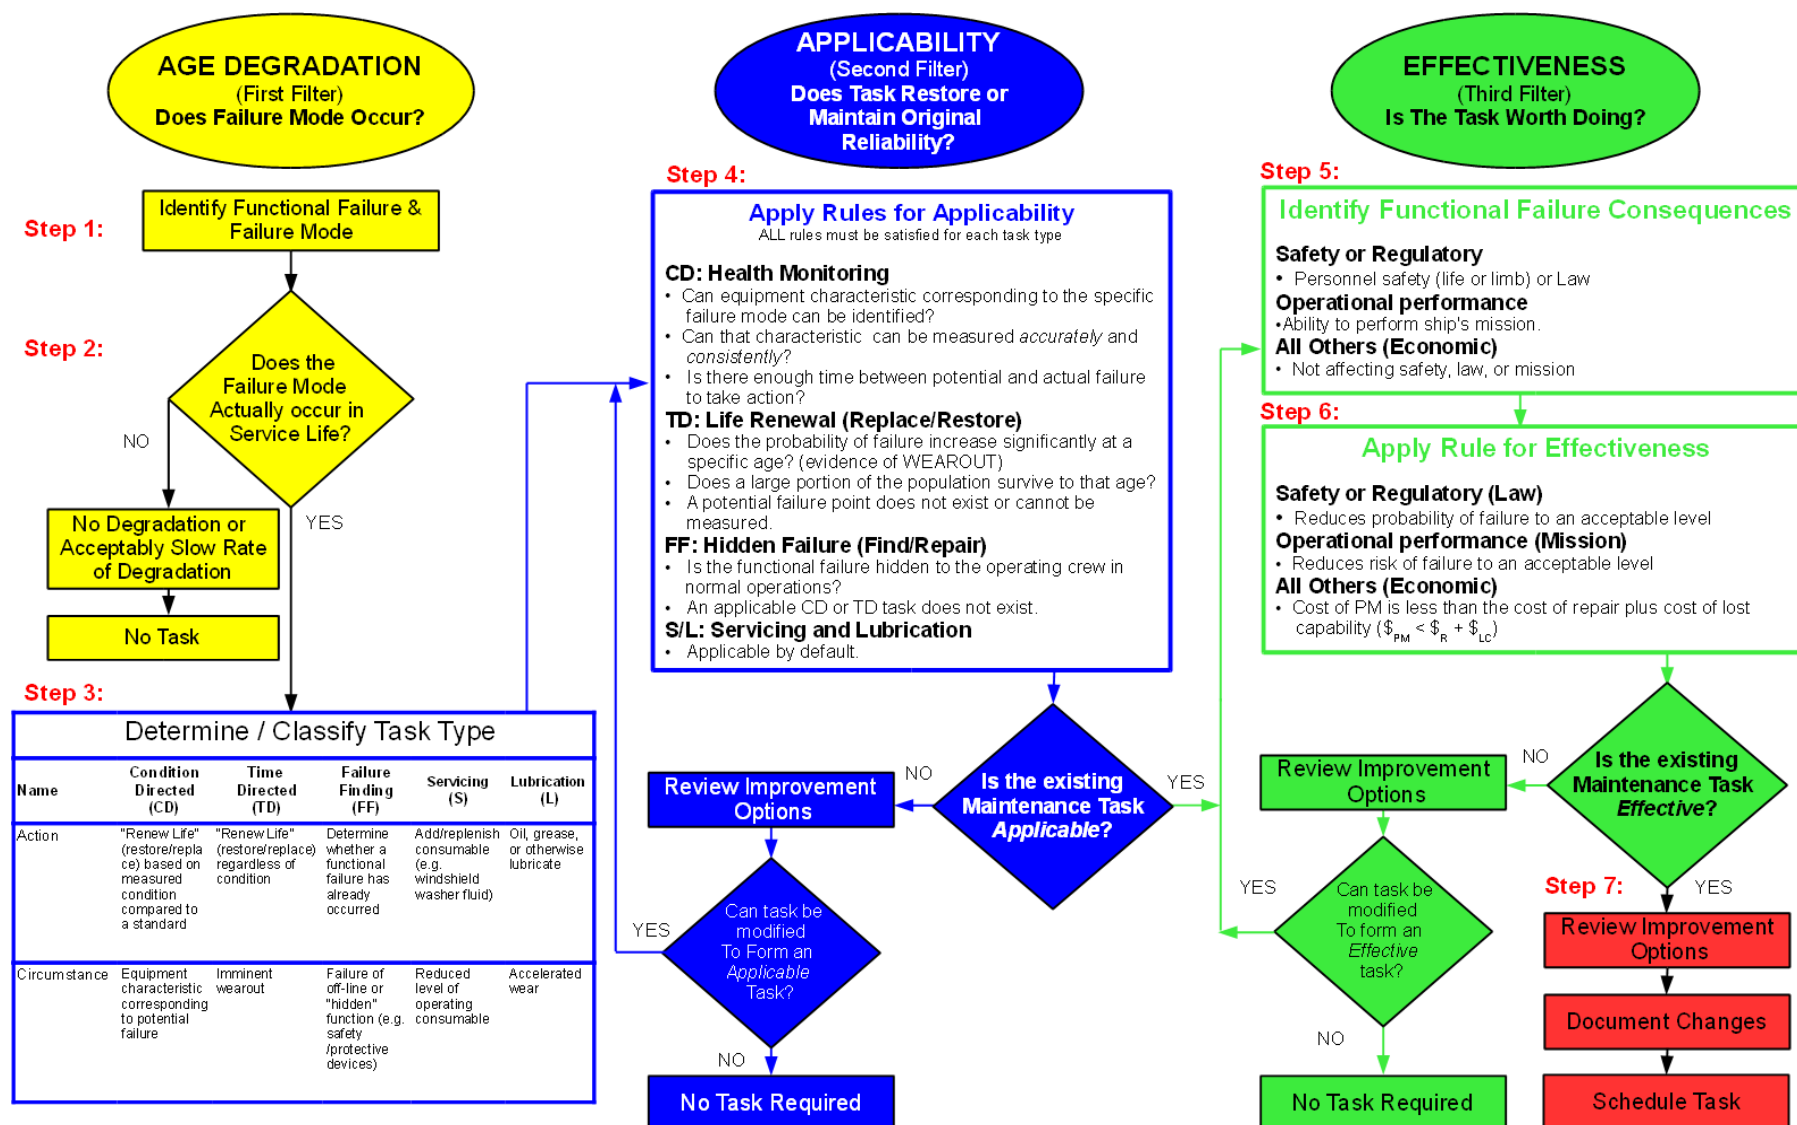 AGE DEGRADATION
(First Filter)
Does Failure Mode Occur?
Step 1:
Identify Functional Failure &
Failure Mode
Step 2:
Does the
Failure Mode
Actually occur in
Service Life?
NO
YES
No Degradation or
Acceptably Slow Rate
of Degradation
No Task
Step 3:
Determine / Classify Task Type
Name
Condition
Directed
(CD)
Time
Directed
(TD)
Failure
Finding
(FF)
Servicing
(S)
Lubrication
(L)
Action
"Renew Life"
(restore/repla
ce) based on
measured
condition
compared to
a standard
"Renew Life"
(restore/replace)
regardless of
condition
Determine
whether a
functional
failure has
already
occurred
Add/replenish
consumable
(e.g.
windshield
washer fluid)
Oil, grease,
or otherwise
lubricate
Circumstance
Equipment
characteristic
corresponding
to potential
failure
Imminent
wearout
Failure of
off-line or
"hidden"
function (e.g.
safety
/protective
devices)
Reduced
level of
operating
consumable
Accelerated
wear
APPLICABILITY
(Second Filter)
Does Task Restore or
Maintain Original
Reliability?
Step 4:
Apply Rules for Applicability
ALL rules must be satisfied for each task type
CD: Health Monitoring
• Can equipment characteristic corresponding to the specific
failure mode can be identified?
• Can that characteristic can be measured accurately and
consistently?
• Is there enough time between potential and actual failure
to take action?
TD: Life Renewal (Replace/Restore)
• Does the probability of failure increase significantly at a
specific age? (evidence of WEAROUT)
• Does a large portion of the population survive to that age?
• A potential failure point does not exist or cannot be
measured.
FF: Hidden Failure (Find/Repair)
• Is the functional failure hidden to the operating crew in
normal operations?
• An applicable CD or TD task does not exist.
S/L: Servicing and Lubrication
• Applicable by default.
Is the existing
Maintenance Task
Applicable?
NO
YES
Review Improvement
Options
Can task be
modified
To Form an
Applicable
Task?
YES
NO
No Task Required
EFFECTIVENESS
(Third Filter)
Is The Task Worth Doing?
Step 5:
Identify Functional Failure Consequences
Safety or Regulatory
• Personnel safety (life or limb) or Law
Operational performance
•Ability to perform ship's mission.
All Others (Economic)
• Not affecting safety, law, or mission
Step 6:
Apply Rule for Effectiveness
Safety or Regulatory (Law)
• Reduces probability of failure to an acceptable level
Operational performance (Mission)
• Reduces risk of failure to an acceptable level
All Others (Economic)
• Cost of PM is less than the cost of repair plus cost of lost
capability ($PM < $R + $LC)
Is the existing
Maintenance Task
Effective?
NO
YES
Review Improvement
Options
Can task be
modified
To form an
Effective
task?
YES
NO
No Task Required
Step 7:
Review Improvement
Options
Document Changes
Schedule Task